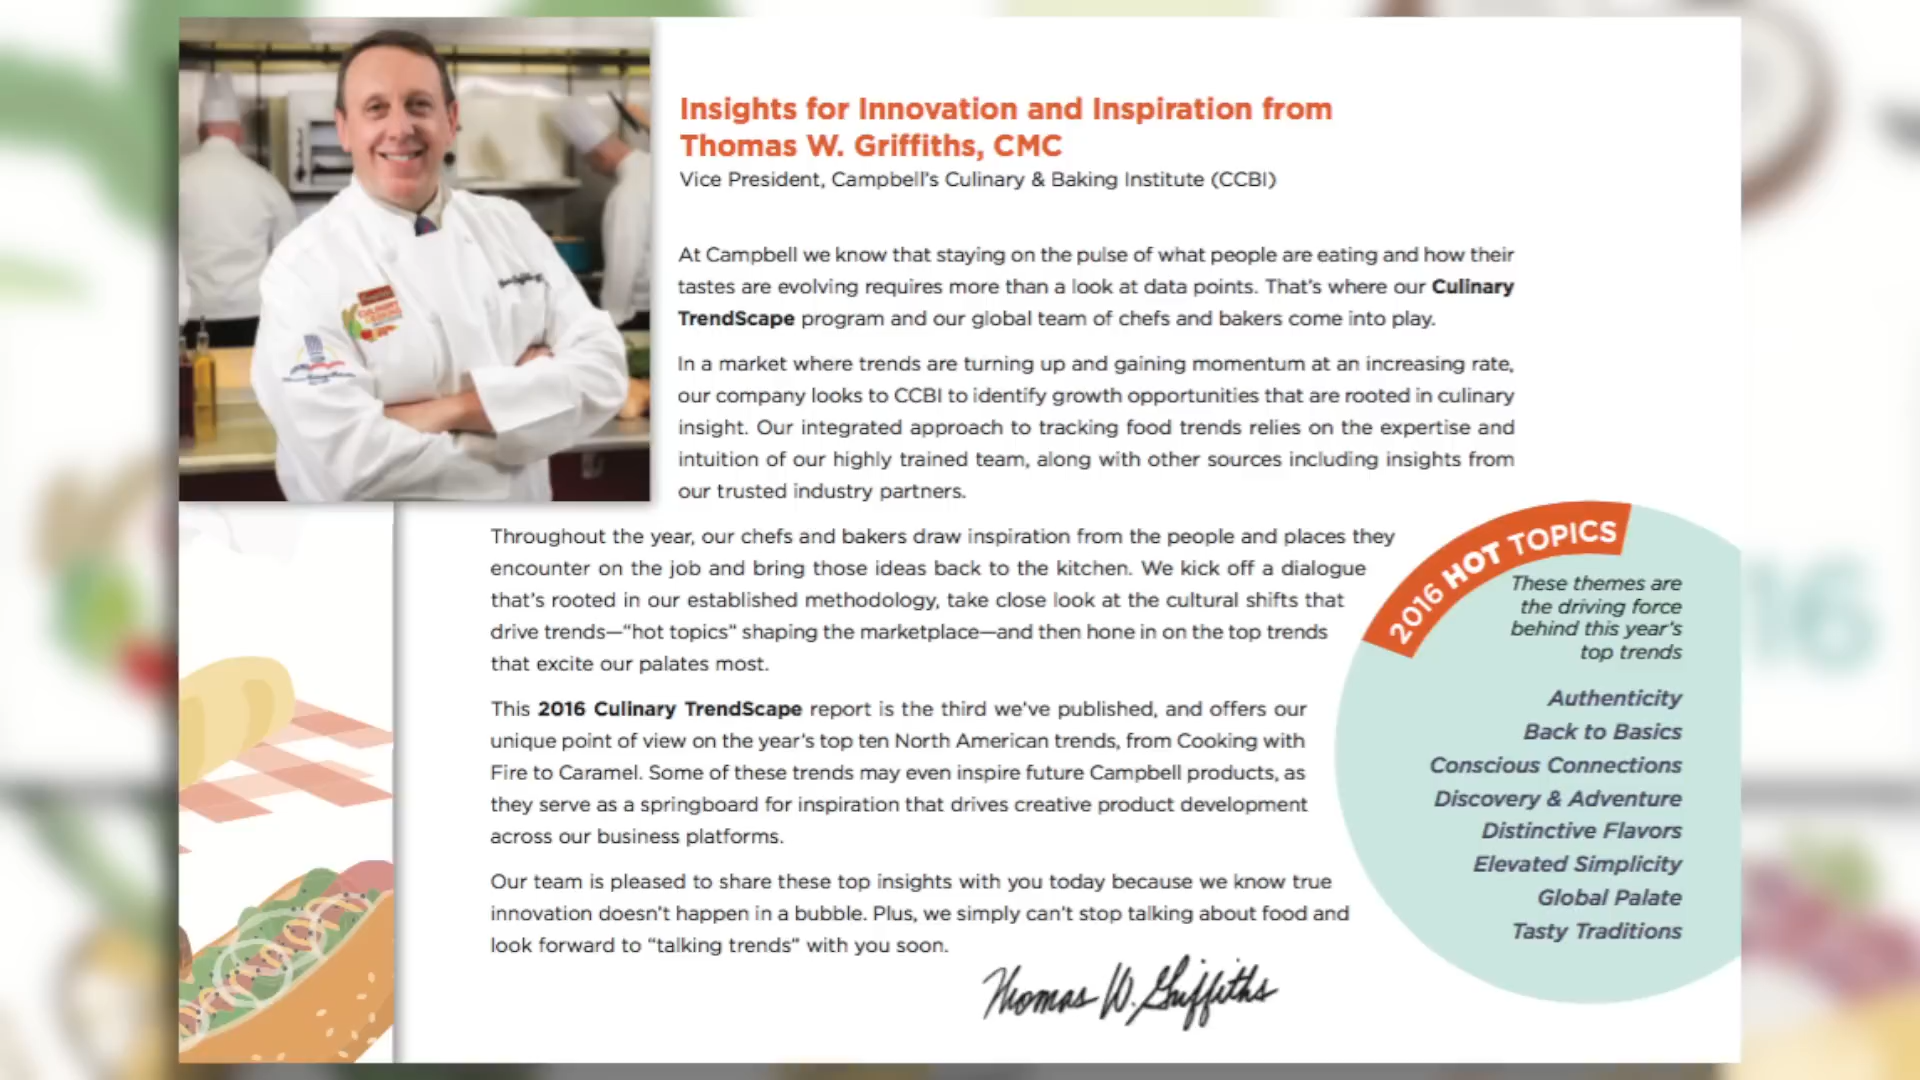 Insights for Innovation and Inspiration from
Thomas W. Griffiths, CMC
Vice President, Campbell's Culinary & Baking Institute (CCBI)
At Campbell we know that staying on the pulse of what people are eating and how their
tastes are evolving requires more than a look at data points. That's where our Culinary
TrendScape program and our global team of chefs and bakers come into play.
In a market where trends are turning up and gaining momentum at an increasing rate,
our company looks to CCBI to identify growth opportunities that are rooted in culinary
insight. Our integrated approach to tracking food trends relies on the expertise and
intuition of our highly trained team, along with other sources including insights from
our trusted industry partners.
Throughout the year, our chefs and bakers draw inspiration from the people and places they
encounter on the job and bring those ideas back to the kitchen. We kick off a dialogue
that's rooted in our established methodology, take close look at the cultural shifts that
drive trends—“hot topics” shaping the marketplace—and then hone in on the top trends
that excite our palates most.
This 2016 Culinary TrendScape report is the third we've published, and offers our
unique point of view on the year's top ten North American trends, from Cooking with
Fire to Caramel. Some of these trends may even inspire future Campbell products, as
they serve as a springboard for inspiration that drives creative product development
across our business platforms.
Our team is pleased to share these top insights with you today because we know true
innovation doesn't happen in a bubble. Plus, we simply can't stop talking about food and
look forward to “talking trends” with you soon.
Thomas W. Griffiths
2016 HOT TOPICS
These themes are
the driving force
behind this year's
top trends
Authenticity
Back to Basics
Conscious Connections
Discovery & Adventure
Distinctive Flavors
Elevated Simplicity
Global Palate
Tasty Traditions
16